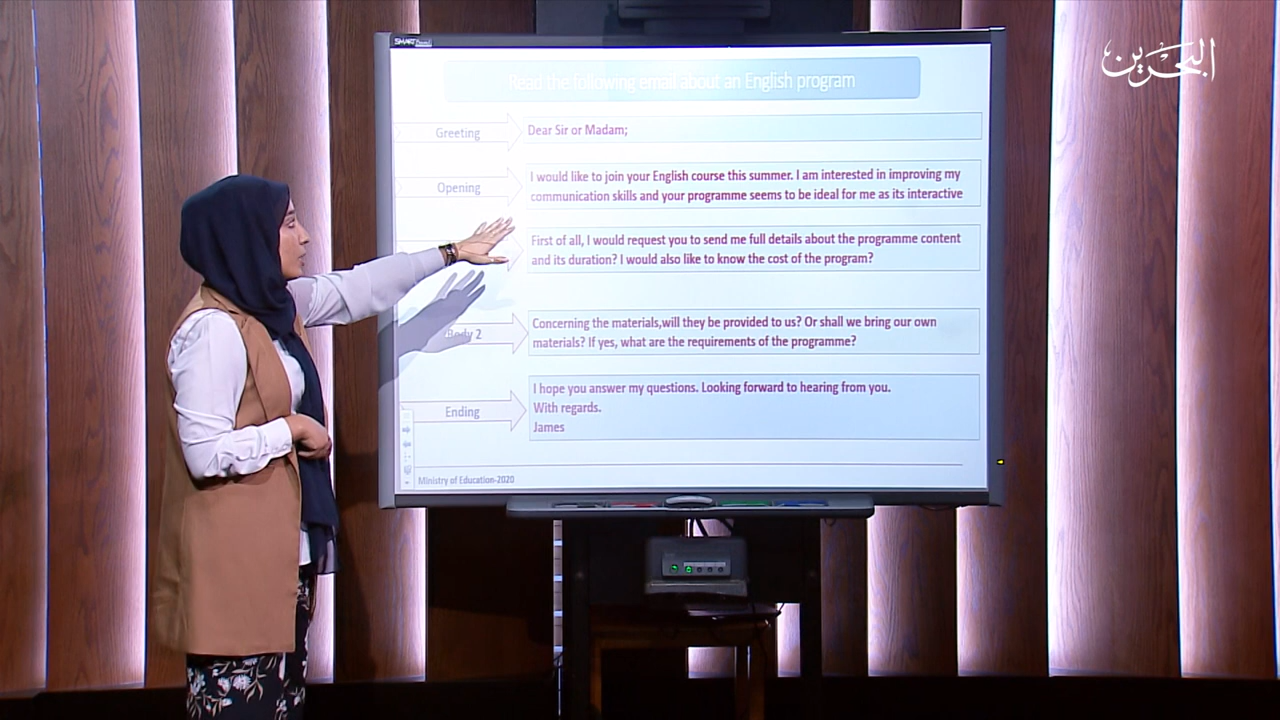 SMART
البحرين
Read the following email about an English program
Greeting
Dear Sir or Madam;
Opening
I would like to join your English course this summer. I am interested in improving my
communication skills and your programme seems to be ideal for me as its interactive
First of all, I would request you to send me full details about the programme content
and its duration? I would also like to know the cost of the program?
Body 2
Concerning the materials,will they be provided to us? Or shall we bring our own
materials? If yes, what are the requirements of the programme?
Ending
I hope you answer my questions. Looking forward to hearing from you.
With regards.
James
Ministry of Education-2020